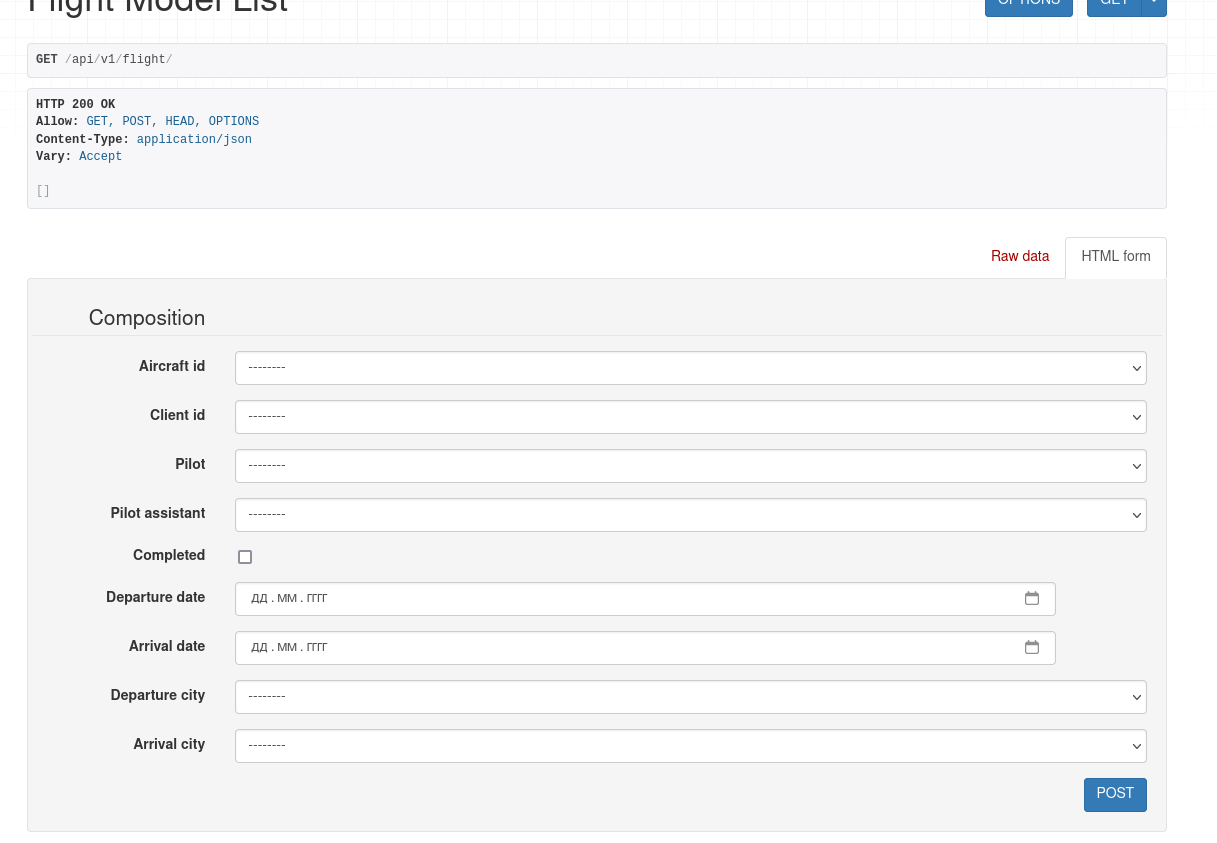 Flight Model List
OPTIONS
GET
GET /api/v1/flight/
HTTP 200 OK
Allow: GET, POST, HEAD, OPTIONS
Content-Type: application/json
Vary: Accept
[]
Raw data
HTML form
Composition
Aircraft id
--------
Client id
--------
Pilot
--------
Pilot assistant
--------
Completed
Departure date
ДД . ММ . ГГГГ
Arrival date
ДД . ММ . ГГГГ
Departure city
--------
Arrival city
--------
POST